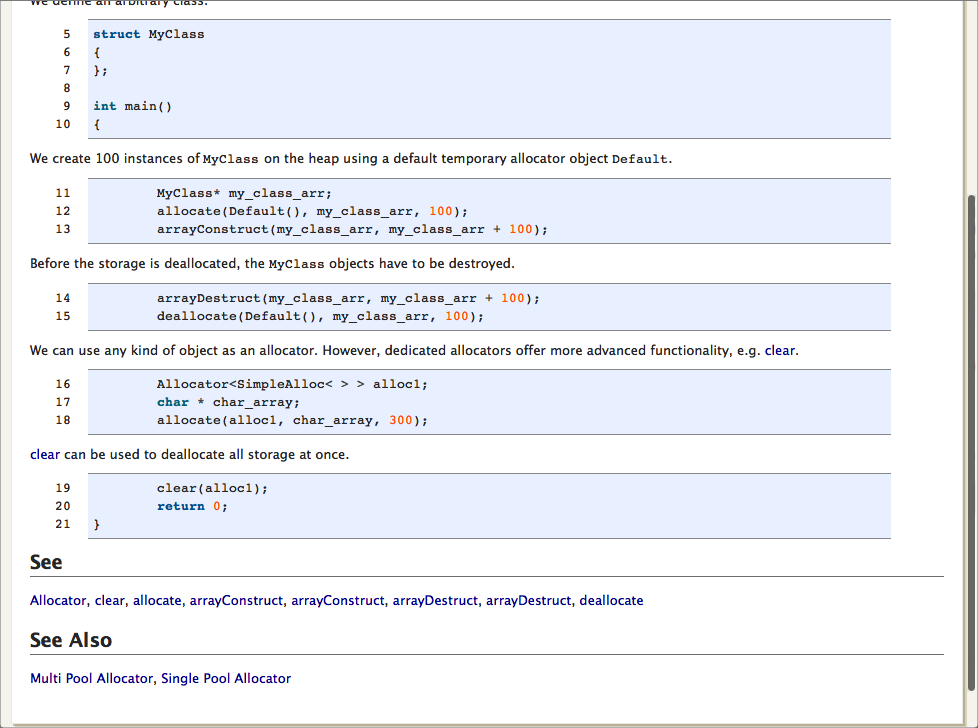 We define an arbitrary class.
5 struct MyClass
6 {
7 };
8
9 int main()
10 {
We create 100 instances of MyClass on the heap using a default temporary allocator object Default.
11 MyClass* my_class_arr;
12 allocate(Default(), my_class_arr, 100);
13 arrayConstruct(my_class_arr, my_class_arr + 100);
Before the storage is deallocated, the MyClass objects have to be destroyed.
14 arrayDestruct(my_class_arr, my_class_arr + 100);
15 deallocate(Default(), my_class_arr, 100);
We can use any kind of object as an allocator. However, dedicated allocators offer more advanced functionality, e.g. clear.
16 Allocator<SimpleAlloc< > > alloc1;
17 char * char_array;
18 allocate(alloc1, char_array, 300);
clear can be used to deallocate all storage at once.
19 clear(alloc1);
20 return 0;
21 }
See
Allocator, clear, allocate, arrayConstruct, arrayConstruct, arrayDestruct, arrayDestruct, deallocate
See Also
Multi Pool Allocator, Single Pool Allocator